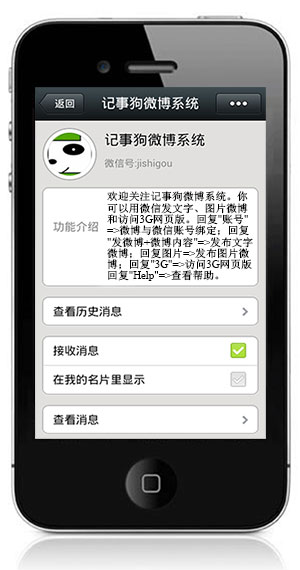 返回
记事狗微博系统
记事狗微博系统
微信号:jishigou
功能介绍
欢迎关注记事狗微博系统。你
可以用微信发文字、图片微博
和访问3G网页版。回复"账号"
=>微博与微信账号绑定；回复
"发微博+微博内容"=>发布文字
微博；回复图片=>发布图片微
博；回复"3G"=>访问3G网页版
回复"Help"=>查看帮助。
查看历史消息
接收消息
在我的名片里显示
查看消息